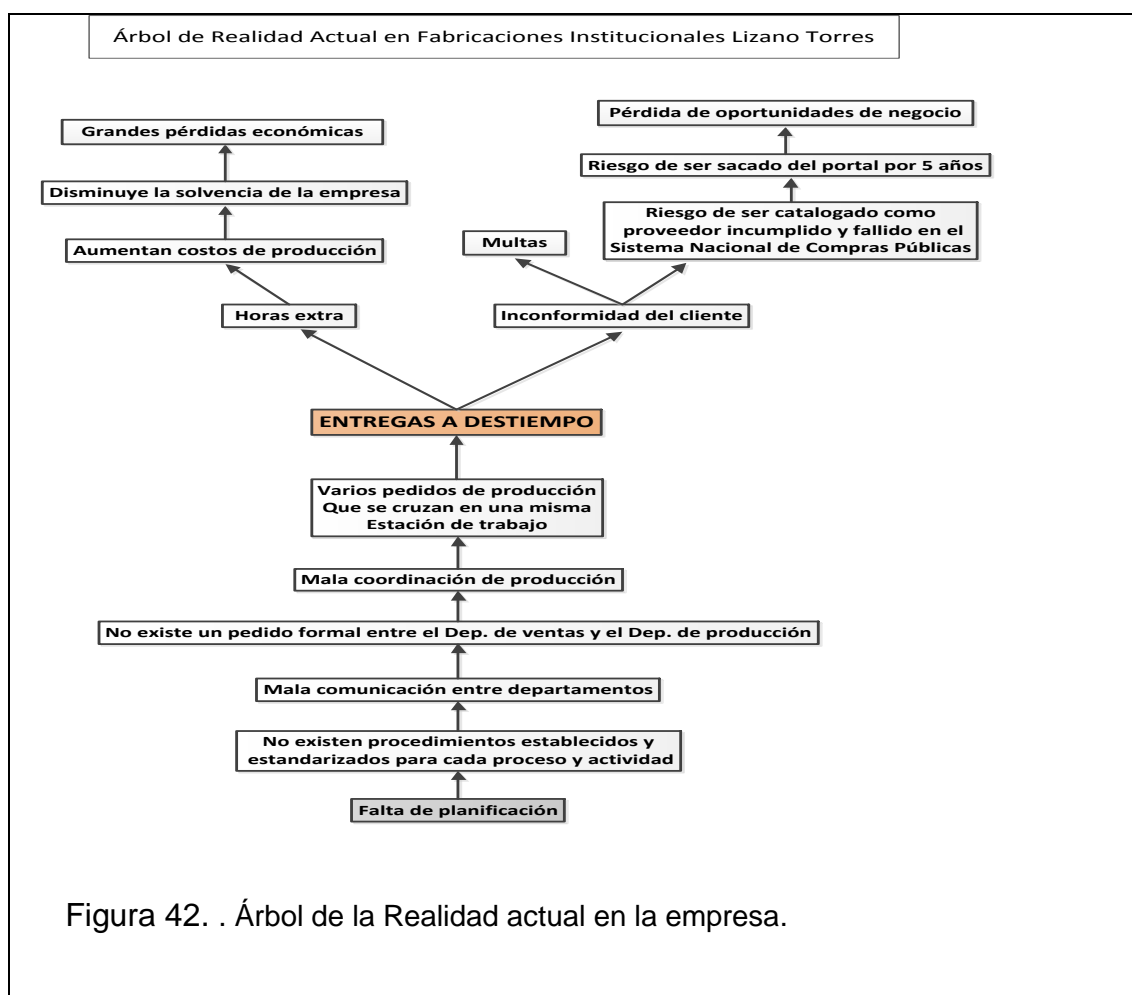 Árbol de Realidad Actual en Fabricaciones Institucionales Lizano Torres
Pérdida de oportunidades de negocio
Grandes pérdidas económicas
Riesgo de ser sacado del portal por 5 años
Disminuye la solvencia de la empresa
Riesgo de ser catalogado como
proveedor incumplido y fallido en el
Sistema Nacional de Compras Públicas
Multas
Aumentan costos de producción
Horas extra
Inconformidad del cliente
ENTREGAS A DESTIEMPO
Varios pedidos de producción
Que se cruzan en una misma
Estación de trabajo
Mala coordinación de producción
No existe un pedido formal entre el Dep. de ventas y el Dep. de producción
Mala comunicación entre departamentos
No existen procedimientos establecidos y
estandarizados para cada proceso y actividad
Falta de planificación
Figura 42. . Árbol de la Realidad actual en la empresa.